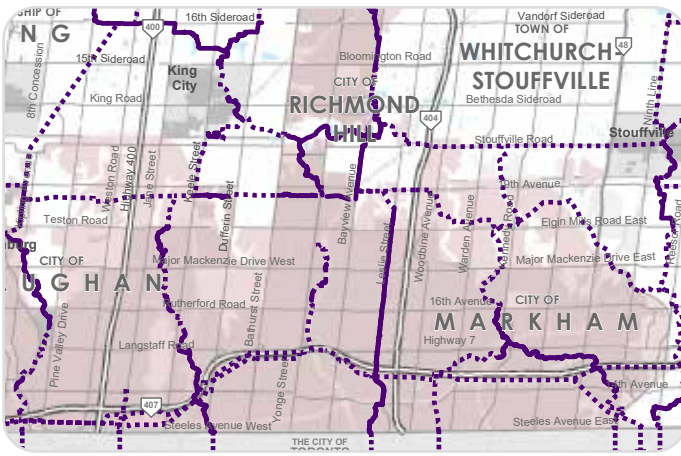 SHIP OF
16th Sideroad
400
Vandorf Sideroad
TOWN OF
N G
WHITCHURCH-
48
15th Sideroad
Bloomington Road
King
City
STOUFFVILLE
8th Concession
CITY OF
King Road
RICHMOND
Bethesda Sideroad
Ninth Line
404
HILL
Stouffville Road
Stouffville
Weston Road
Highway 400
Jane Street
Keele Street
Dufferin Street
Bayview Avenue
19th Avenue
Teston Road
Leslie Street
Woodbine Avenue
Warden Avenue
Kennedy Road
Elgin Mills Road East
burg
CITY OF
Major Mackenzie Drive West
Major Mackenzie Drive East
UGHAN
Rutherford Road
Bathurst Street
16th Avenue
CITY OF
MARKHAM
Pine Valley Drive
Langstaff Road
Highway 7
Yonge Street
14th Avenue
407
Steeles Avenue West
Steeles Avenue East
THE CITY OF
TORONTO